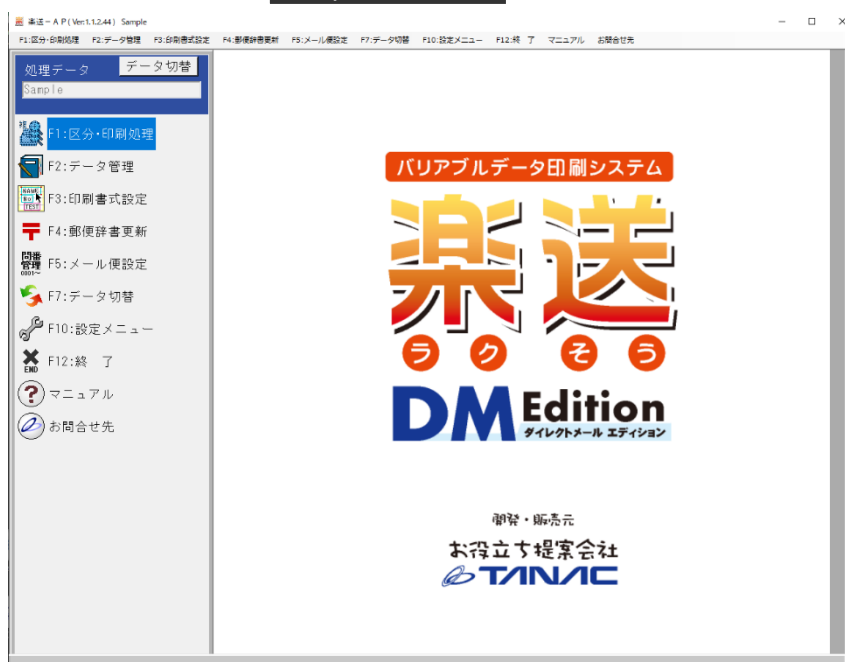 楽送-AP(Ver:1.1.2.44) Sample
F1:区分・印刷処理 F2:データ管理 F3:印刷書式設定 F4:郵便辞書更新 F5:メール便設定 F7:データ切替 F10:設定メニュー F12:終 了 マニュアル お問合せ先
処理データ データ切替
Sample
F1:区分・印刷処理
F2:データ管理
NAME
No
TEST
F3:印刷書式設定
F4:郵便辞書更新
問番
管理
0001~
F5:メール便設定
F7:データ切替
F10:設定メニュー
END
F12:終 了
マニュアル
お問合せ先
バリアブルデータ印刷システム
楽送
ラクそう
DM Edition
ダイレクトメール エディション
開発・販売元
お役立ち提案会社
TANAC